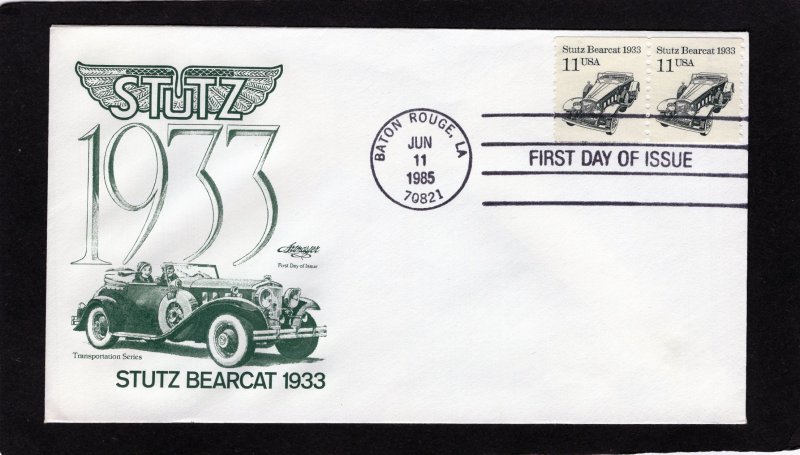 STUTZ
1933
Artmaster
First Day of Issue
Transportation Series
STUTZ BEARCAT 1933
BATON ROUGE, LA
JUN
11
1985
70821
Stutz Bearcat 1933
11 USA
Stutz Bearcat 1933
11 USA
FIRST DAY OF ISSUE